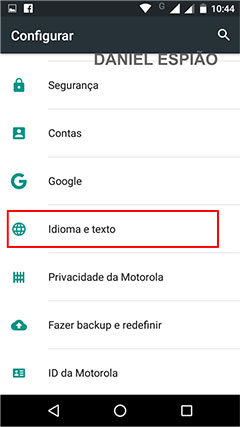 10:44
Configurar
DANIEL ESPIÃO
Segurança
Contas
G Google
Idioma e texto
Privacidade da Motorola
Fazer backup e redefinir
ID da Motorola